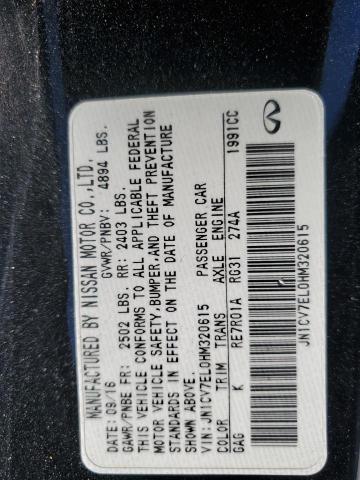 MANUFACTURED BY NISSAN MOTOR CO.,LTD.
DATE: 09/16 GVWR/PNBV: 4894 LBS.
GAWR/PNBE FR: 2502 LBS. RR: 2403 LBS.
THIS VEHICLE CONFORMS TO ALL APPLICABLE FEDERAL
MOTOR VEHICLE SAFETY,BUMPER,AND THEFT PREVENTION
STANDARDS IN EFFECT ON THE DATE OF MANUFACTURE
SHOWN ABOVE.
VIN:JN1CV7EL0HM320615 PASSENGER CAR
COLOR TRIM TRANS AXLE ENGINE
GAG K RE7R01A RG31 274A 1991CC
JN1CV7EL0HM320615